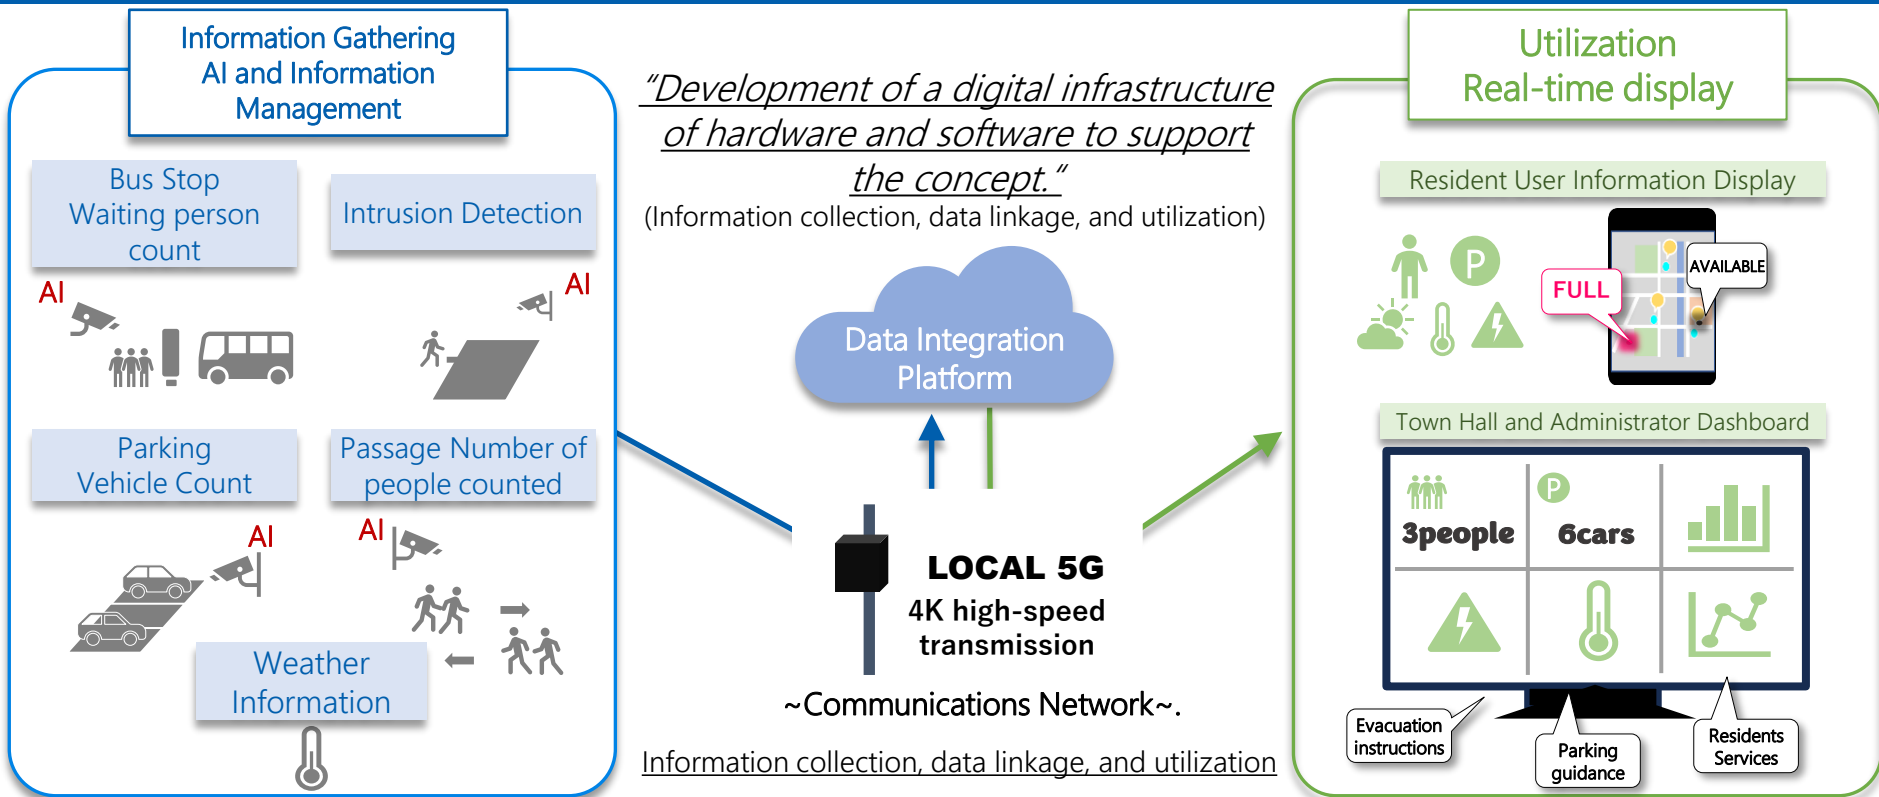 Information Gathering
AI and Information
Management
Bus Stop
Waiting person
count
Intrusion Detection
AI
AI
Parking
Vehicle Count
Passage Number of
people counted
AI
AI
Weather
Information
“Development of a digital infrastructure
of hardware and software to support
the concept.“
(Information collection, data linkage, and utilization)
Data Integration
Platform
LOCAL 5G
4K high-speed
transmission
~Communications Network~.
Information collection, data linkage, and utilization
Utilization
Real-time display
Resident User Information Display
P
FULL
AVAILABLE
Town Hall and Administrator Dashboard
3people
P
6cars
Evacuation
instructions
Parking
guidance
Residents
Services